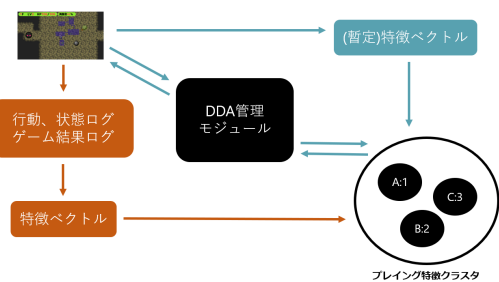 (暫定)特徴ベクトル
DDA管理
モジュール
行動、状態ログ
ゲーム結果ログ
A:1
C:3
B:2
特徴ベクトル
プレイング特徴クラスタ